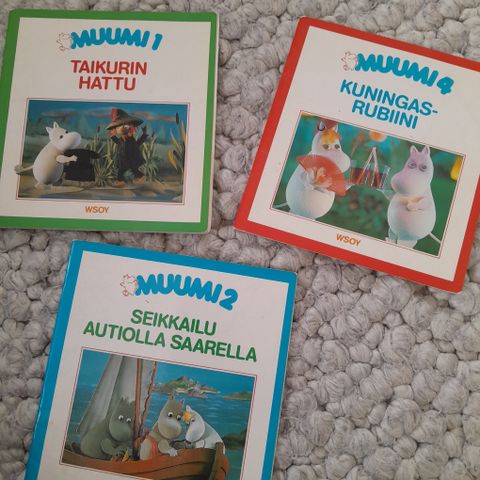 MUUMI 1
TAIKURIN
HATTU
WSOY
MUUMI 4
KUNINGAS-
RUBIINI
WSOY
MUUMI 2
SEIKKAILU
AUTIOLLA SAARELLA